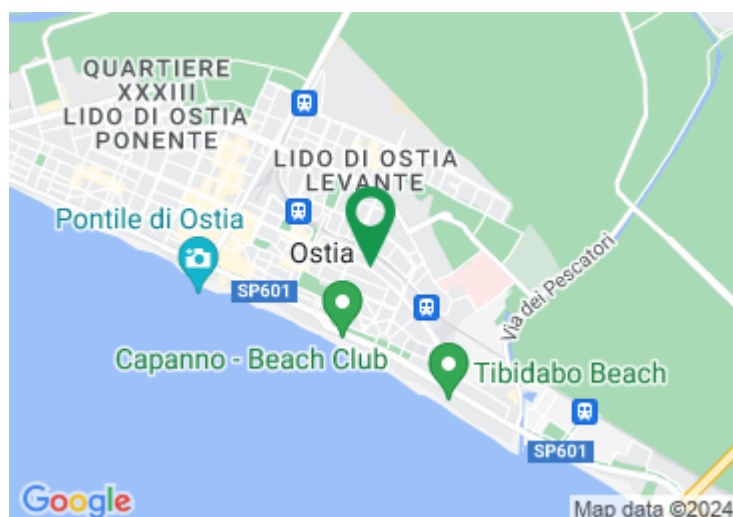 QUARTIERE
XXXIII
LIDO DI OSTIA
PONENTE
LIDO DI OSTIA
LEVANTE
Pontile di Ostia
Ostia
SP601
Via dei Pescatori
Capanno - Beach Club
Tibidabo Beach
SP601
Google
Map data ©2024